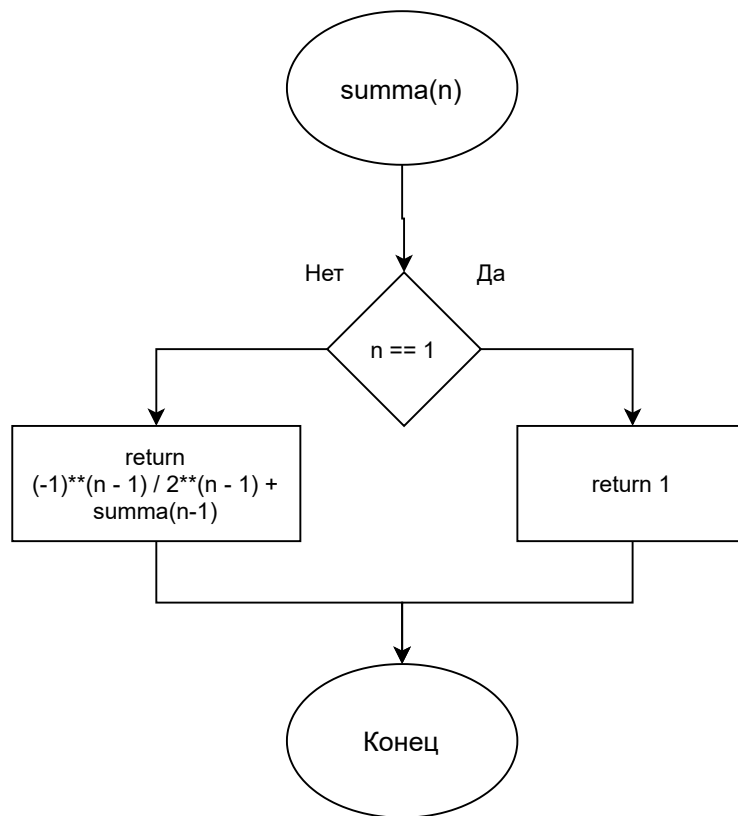 summa(n)
Нет
Да
n == 1
return
(-1)**(n - 1) / 2**(n - 1) +
summa(n-1)
return 1
Конец